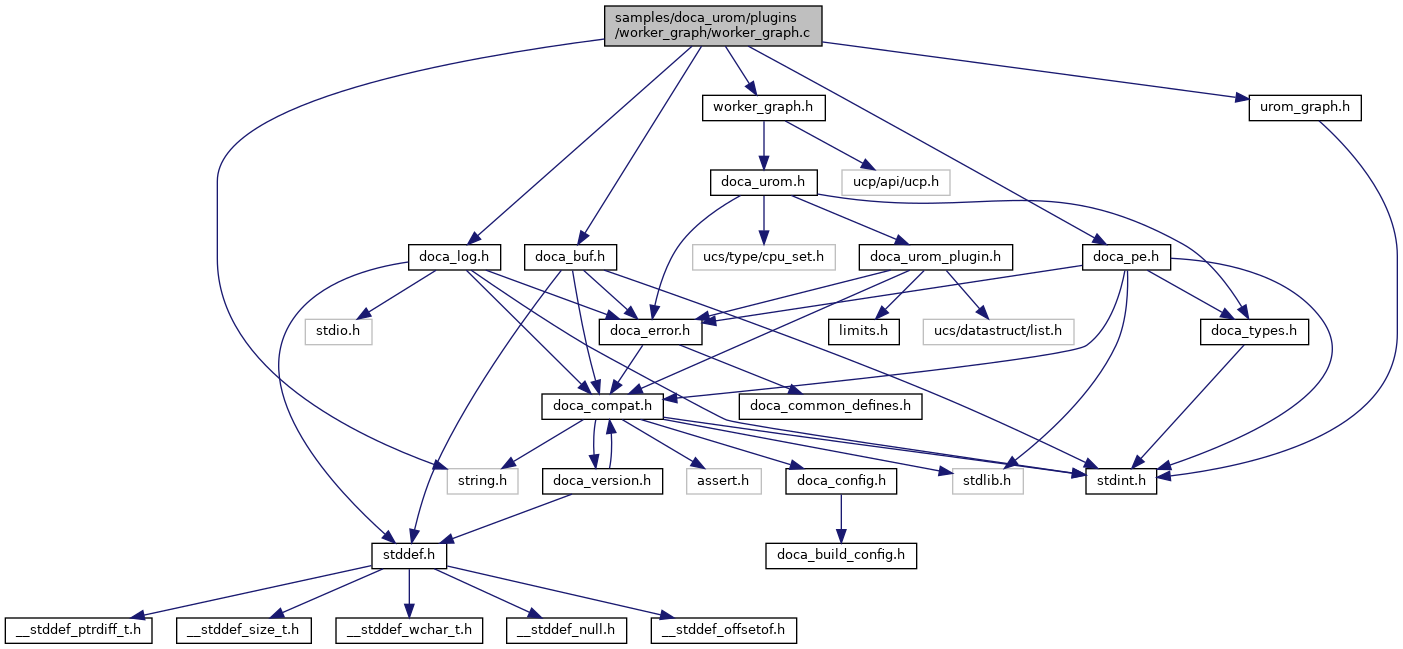 samples/doca_urom/plugins
/worker_graph/worker_graph.c
worker_graph.h
urom_graph.h
doca_urom.h
ucp/api/ucp.h
doca_log.h
doca_buf.h
ucs/type/cpu_set.h
doca_urom_plugin.h
doca_pe.h
stdio.h
doca_error.h
limits.h
ucs/datastruct/list.h
doca_types.h
doca_compat.h
doca_common_defines.h
string.h
doca_version.h
assert.h
doca_config.h
stdlib.h
stdint.h
stddef.h
doca_build_config.h
__stddef_ptrdiff_t.h
__stddef_size_t.h
__stddef_wchar_t.h
__stddef_null.h
__stddef_offsetof.h